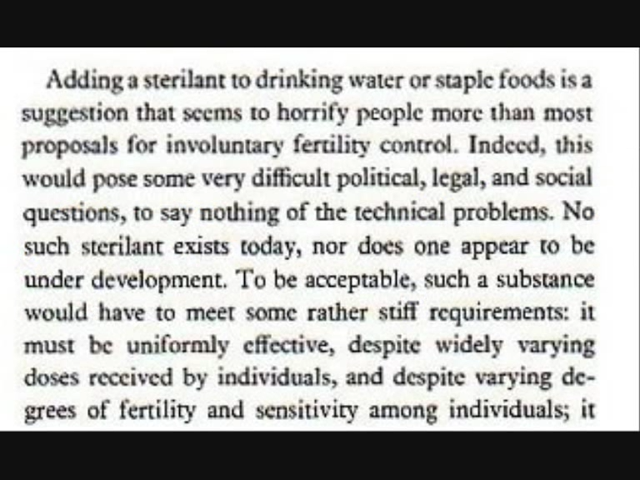 Adding a sterilant to drinking water or staple foods is a
suggestion that seems to horrify people more than most
proposals for involuntary fertility control. Indeed, this
would pose some very difficult political, legal, and social
questions, to say nothing of the technical problems. No
such sterilant exists today, nor does one appear to be
under development. To be acceptable, such a substance
would have to meet some rather stiff requirements: it
must be uniformly effective, despite widely varying
doses received by individuals, and despite varying de-
grees of fertility and sensitivity among individuals; it